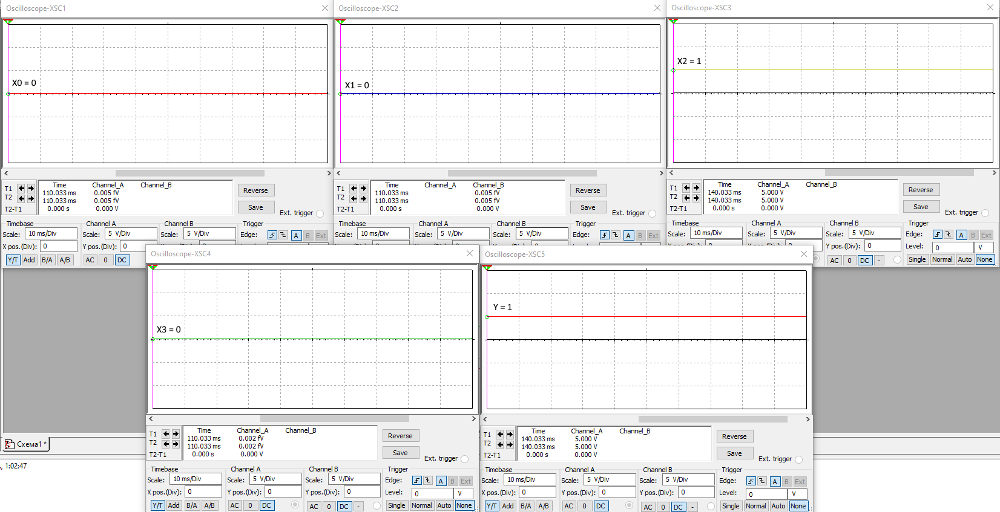 Oscilloscope-XSC1
X0 = 0
Time Channel_A Channel_B
T1 110.033 ms 0.005 fV
T2 110.033 ms 0.005 fV
T2-T1 0.000 s 0.000 V
Reverse
Save
Ext. trigger
Timebase Channel A Channel B Trigger
Scale: 10 ms/Div Scale: 5 V/Div Scale: 5 V/Div Edge: A B Ext
X pos.(Div): 0 Y pos.(Div): 0
Y/T Add B/A A/B AC 0 DC
Oscilloscope-XSC2
X1 = 0
Time Channel_A Channel_B
T1 110.033 ms 0.005 fV
T2 110.033 ms 0.005 fV
T2-T1 0.000 s 0.000 V
Reverse
Save
Ext. trigger
Timebase Channel A Channel B Trigger
Scale: 10 ms/Div Scale: 5 V/Div Scale: 5 V/Div Edge: A B Ext
Oscilloscope-XSC3
X2 = 1
Time Channel_A Channel_B
T1 140.033 ms 5.000 V
T2 140.033 ms 5.000 V
T2-T1 0.000 s 0.000 V
Reverse
Save
Ext. trigger
Timebase Channel A Channel B Trigger
Scale: 10 ms/Div Scale: 5 V/Div Scale: 5 V/Div Edge: A B Ext
Y pos.(Div): 0 Level: 0 V
AC 0 DC - Single Normal Auto None
Oscilloscope-XSC4
X3 = 0
Time Channel_A Channel_B
T1 110.033 ms 0.002 fV
T2 110.033 ms 0.002 fV
T2-T1 0.000 s 0.000 V
Reverse
Save
Ext. trigger
Timebase Channel A Channel B Trigger
Scale: 10 ms/Div Scale: 5 V/Div Scale: 5 V/Div Edge: A B Ext
X pos.(Div): 0 Y pos.(Div): 0 Y pos.(Div): 0 Level: 0 V
Y/T Add B/A A/B AC 0 DC AC 0 DC - Single Normal Auto None
Oscilloscope-XSC5
Y = 1
Time Channel_A Channel_B
T1 140.033 ms 5.000 V
T2 140.033 ms 5.000 V
T2-T1 0.000 s 0.000 V
Reverse
Save
Ext. trigger
Timebase Channel A Channel B Trigger
Scale: 10 ms/Div Scale: 5 V/Div Scale: 5 V/Div Edge: A B Ext
X pos.(Div): 0 Y pos.(Div): 0 Y pos.(Div): 0 Level: 0 V
Y/T Add B/A A/B AC 0 DC AC 0 DC - Single Normal Auto None
Схема1 *
., 1:02:47